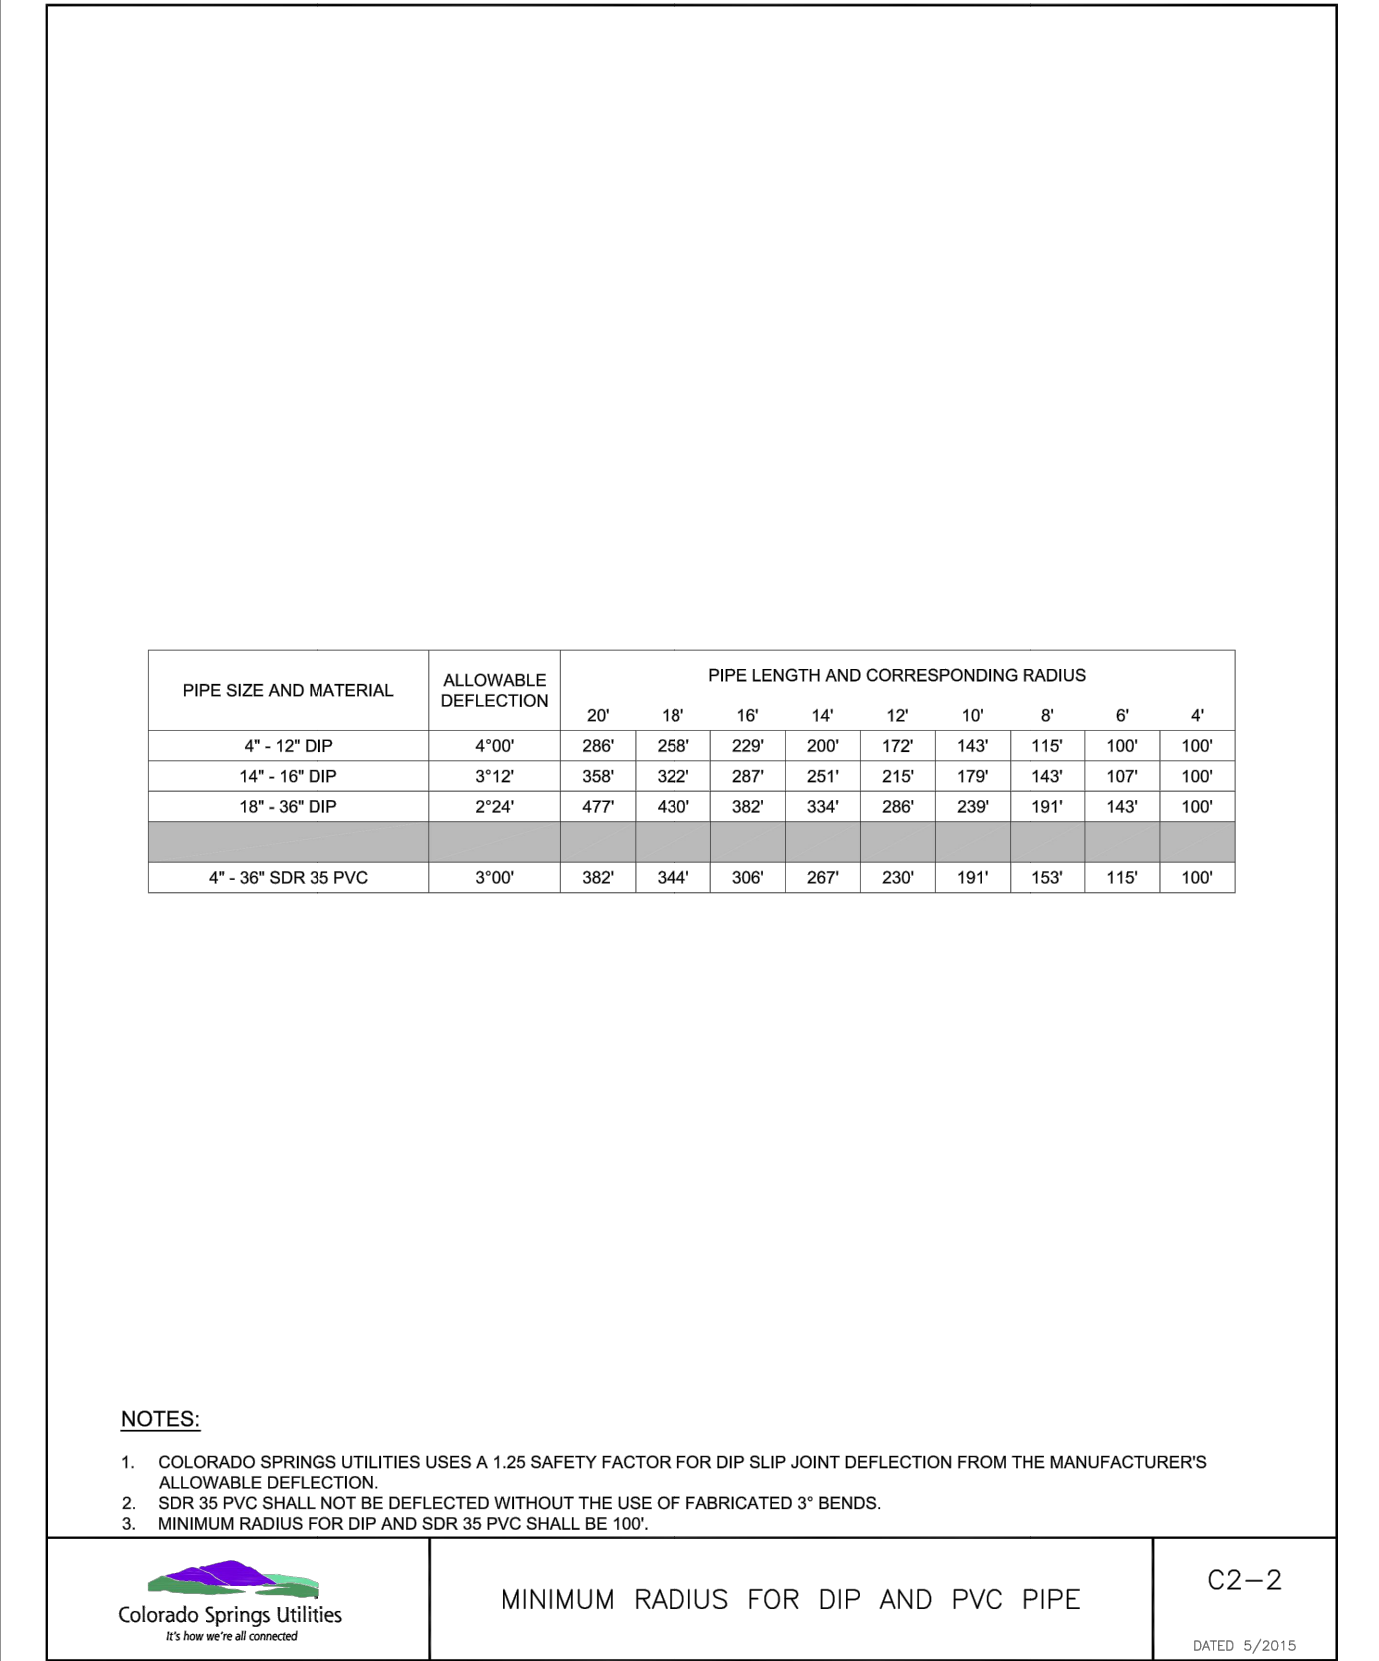 PIPE SIZE AND MATERIAL
ALLOWABLE
DEFLECTION
PIPE LENGTH AND CORRESPONDING RADIUS
20' 18' 16' 14' 12' 10' 8' 6' 4'
4" - 12" DIP 4°00' 286' 258' 229' 200' 172' 143' 115' 100' 100'
14" - 16" DIP 3°12' 358' 322' 287' 251' 215' 179' 143' 107' 100'
18" - 36" DIP 2°24' 477' 430' 382' 334' 286' 239' 191' 143' 100'
4" - 36" SDR 35 PVC 3°00' 382' 344' 306' 267' 230' 191' 153' 115' 100'
NOTES:
1. COLORADO SPRINGS UTILITIES USES A 1.25 SAFETY FACTOR FOR DIP SLIP JOINT DEFLECTION FROM THE MANUFACTURER'S
ALLOWABLE DEFLECTION.
2. SDR 35 PVC SHALL NOT BE DEFLECTED WITHOUT THE USE OF FABRICATED 3° BENDS.
3. MINIMUM RADIUS FOR DIP AND SDR 35 PVC SHALL BE 100'.
Colorado Springs Utilities
It's how we're all connected
MINIMUM RADIUS FOR DIP AND PVC PIPE
C2-2
DATED 5/2015